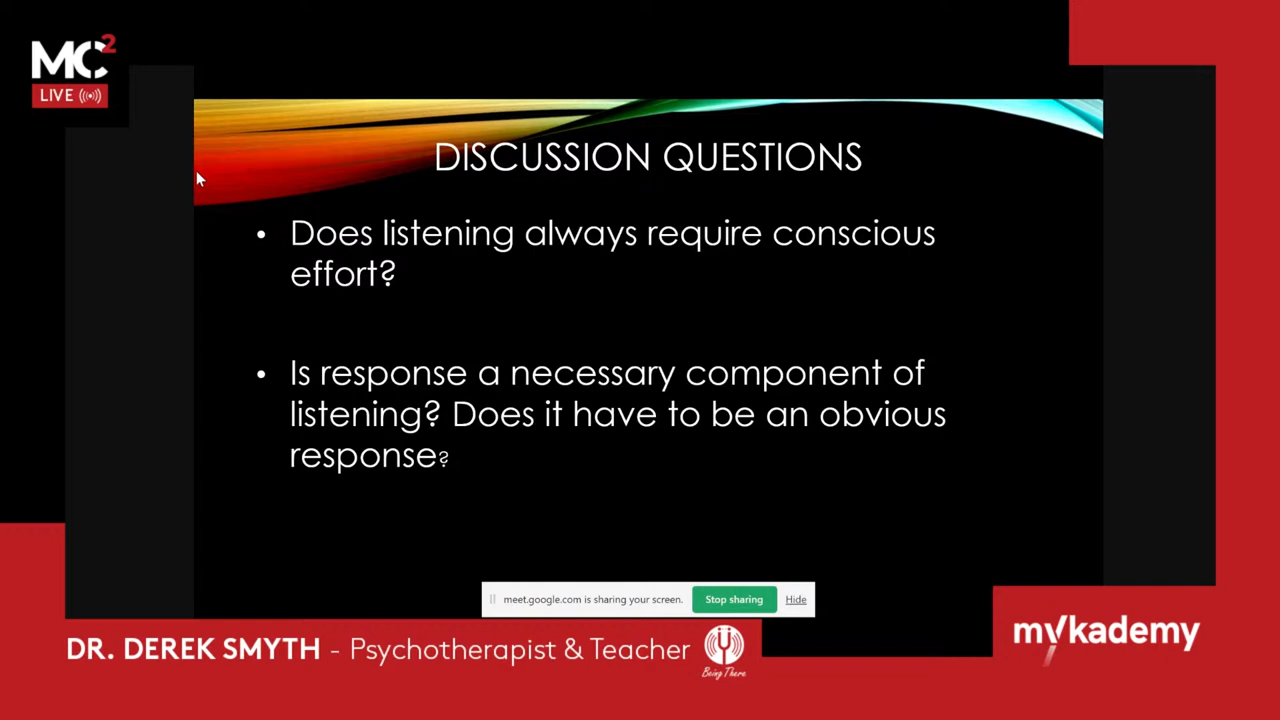 MC2
LIVE
DISCUSSION QUESTIONS
• Does listening always require conscious
effort?
• Is response a necessary component of
listening? Does it have to be an obvious
response?
meet.google.com is sharing your screen. Stop sharing Hide
DR. DEREK SMYTH - Psychotherapist & Teacher
Being There
mykademy